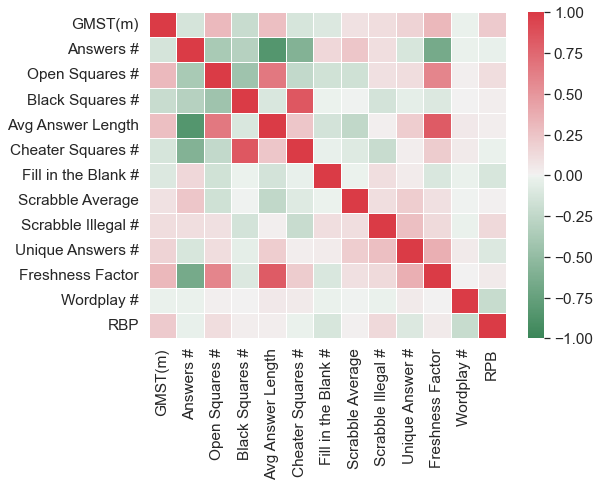 GMST(m)
Answers #
Open Squares #
Black Squares #
Avg Answer Length
Cheater Squares #
Fill in the Blank #
Scrabble Average
Scrabble Illegal #
Unique Answers #
Freshness Factor
Wordplay #
RBP
GMST(m)
Answers #
Open Squares #
Black Squares #
Avg Answer Length
Cheater Squares #
Fill in the Blank #
Scrabble Average
Scrabble Illegal #
Unique Answer #
Freshness Factor
Wordplay #
RPB
1.00
0.75
0.50
0.25
0.00
−0.25
−0.50
−0.75
−1.00